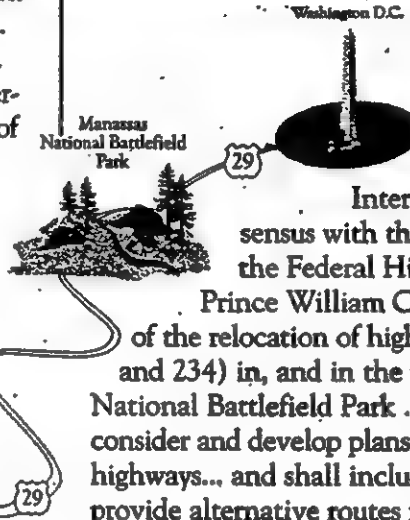 Washington D.C.
of
Manassas
National Battlefield
Park
29
Inter
sensus with th
the Federal Hi
Prince William C
of the relocation of high
and 234) in, and in the
National Battlefield Park .
consider and develop plans
highways..., and shall inclu
provide alternative routes
29